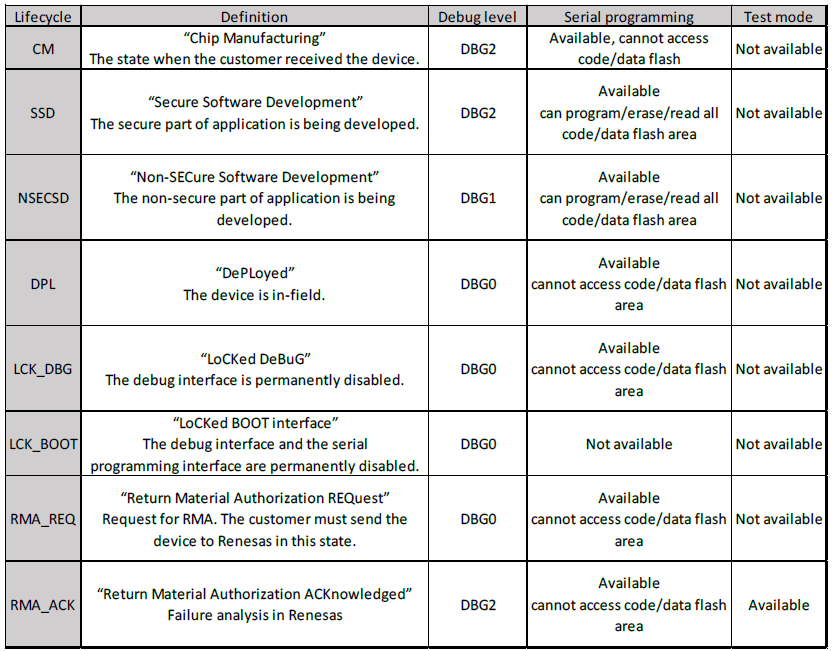 Lifecycle Definition Debug level Serial programming Test mode
CM
“Chip Manufacturing”
The state when the customer received the device.
DBG2
Available, cannot access
code/data flash
Not available
SSD
“Secure Software Development”
The secure part of application is being developed.
DBG2
Available
can program/erase/read all
code/data flash area
Not available
NSECSD
“Non-SECure Software Development”
The non-secure part of application is being
developed.
DBG1
Available
can program/erase/read all
code/data flash area
Not available
DPL
“DePLoyed”
The device is in-field.
DBG0
Available
cannot access code/data flash
area
Not available
LCK_DBG
“LoCKed DeBuG”
The debug interface is permanently disabled.
DBG0
Available
cannot access code/data flash
area
Not available
LCK_BOOT
“LoCKed BOOT interface”
The debug interface and the serial
programming interface are permanently disabled.
DBG0
Not available
Not available
RMA_REQ
“Return Material Authorization REQuest”
Request for RMA. The customer must send the
device to Renesas in this state.
DBG0
Available
cannot access code/data flash
area
Not available
RMA_ACK
“Return Material Authorization ACKnowledged”
Failure analysis in Renesas
DBG2
Available
cannot access code/data flash
area
Available